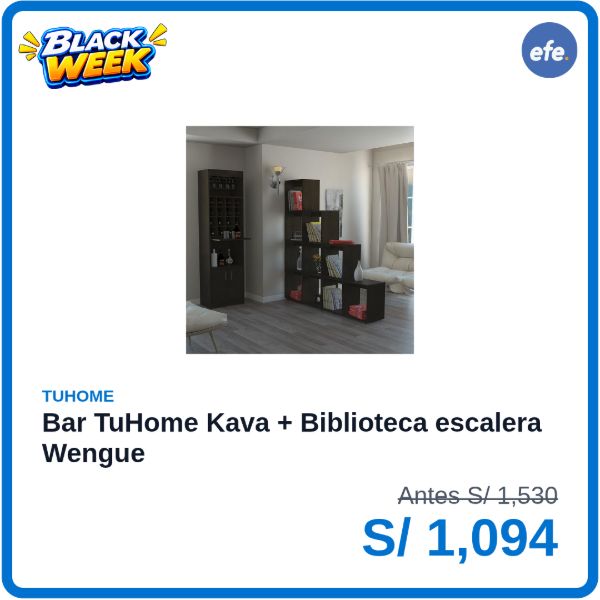 BLACK
WEEK
efe.
TUHOME
Bar TuHome Kava + Biblioteca escalera
Wengue
Antes S/ 1,530
S/ 1,094